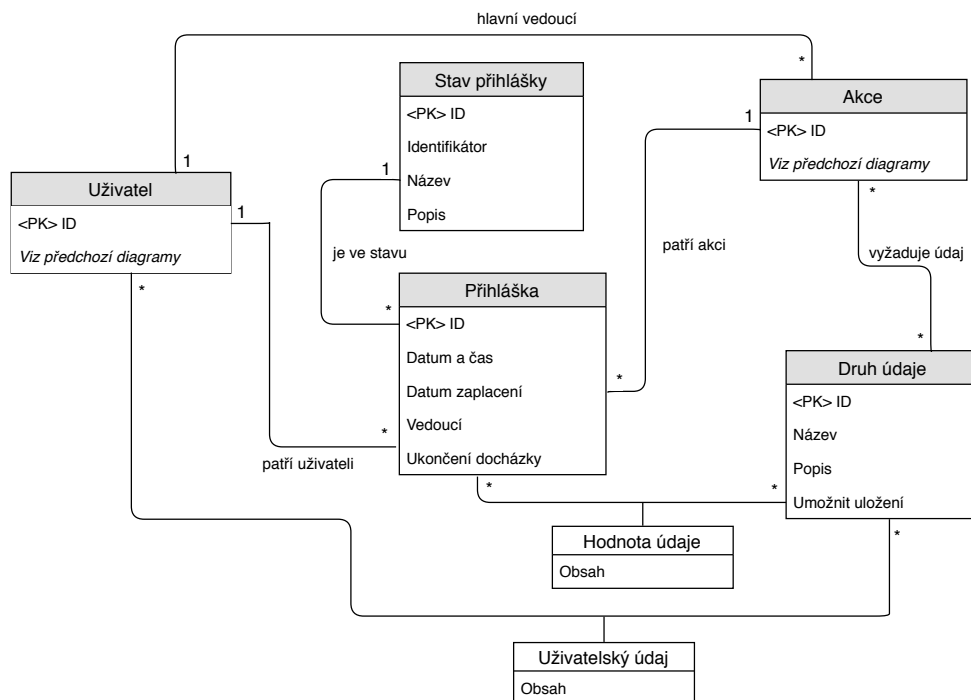 hlavní vedoucí
*
Stav přihlášky
<PK> ID
Identifikátor
Název
Popis
1
Akce
<PK> ID
Viz předchozí diagramy
1
*
Uživatel
<PK> ID
Viz předchozí diagramy
1
1
*
je ve stavu
*
patří akci
*
vyžaduje údaj
*
Přihláška
<PK> ID
Datum a čas
Datum zaplacení
Vedoucí
Ukončení docházky
*
patří uživateli
*
Druh údaje
<PK> ID
Název
Popis
Umožnit uložení
*
*
Hodnota údaje
Obsah
Uživatelský údaj
Obsah